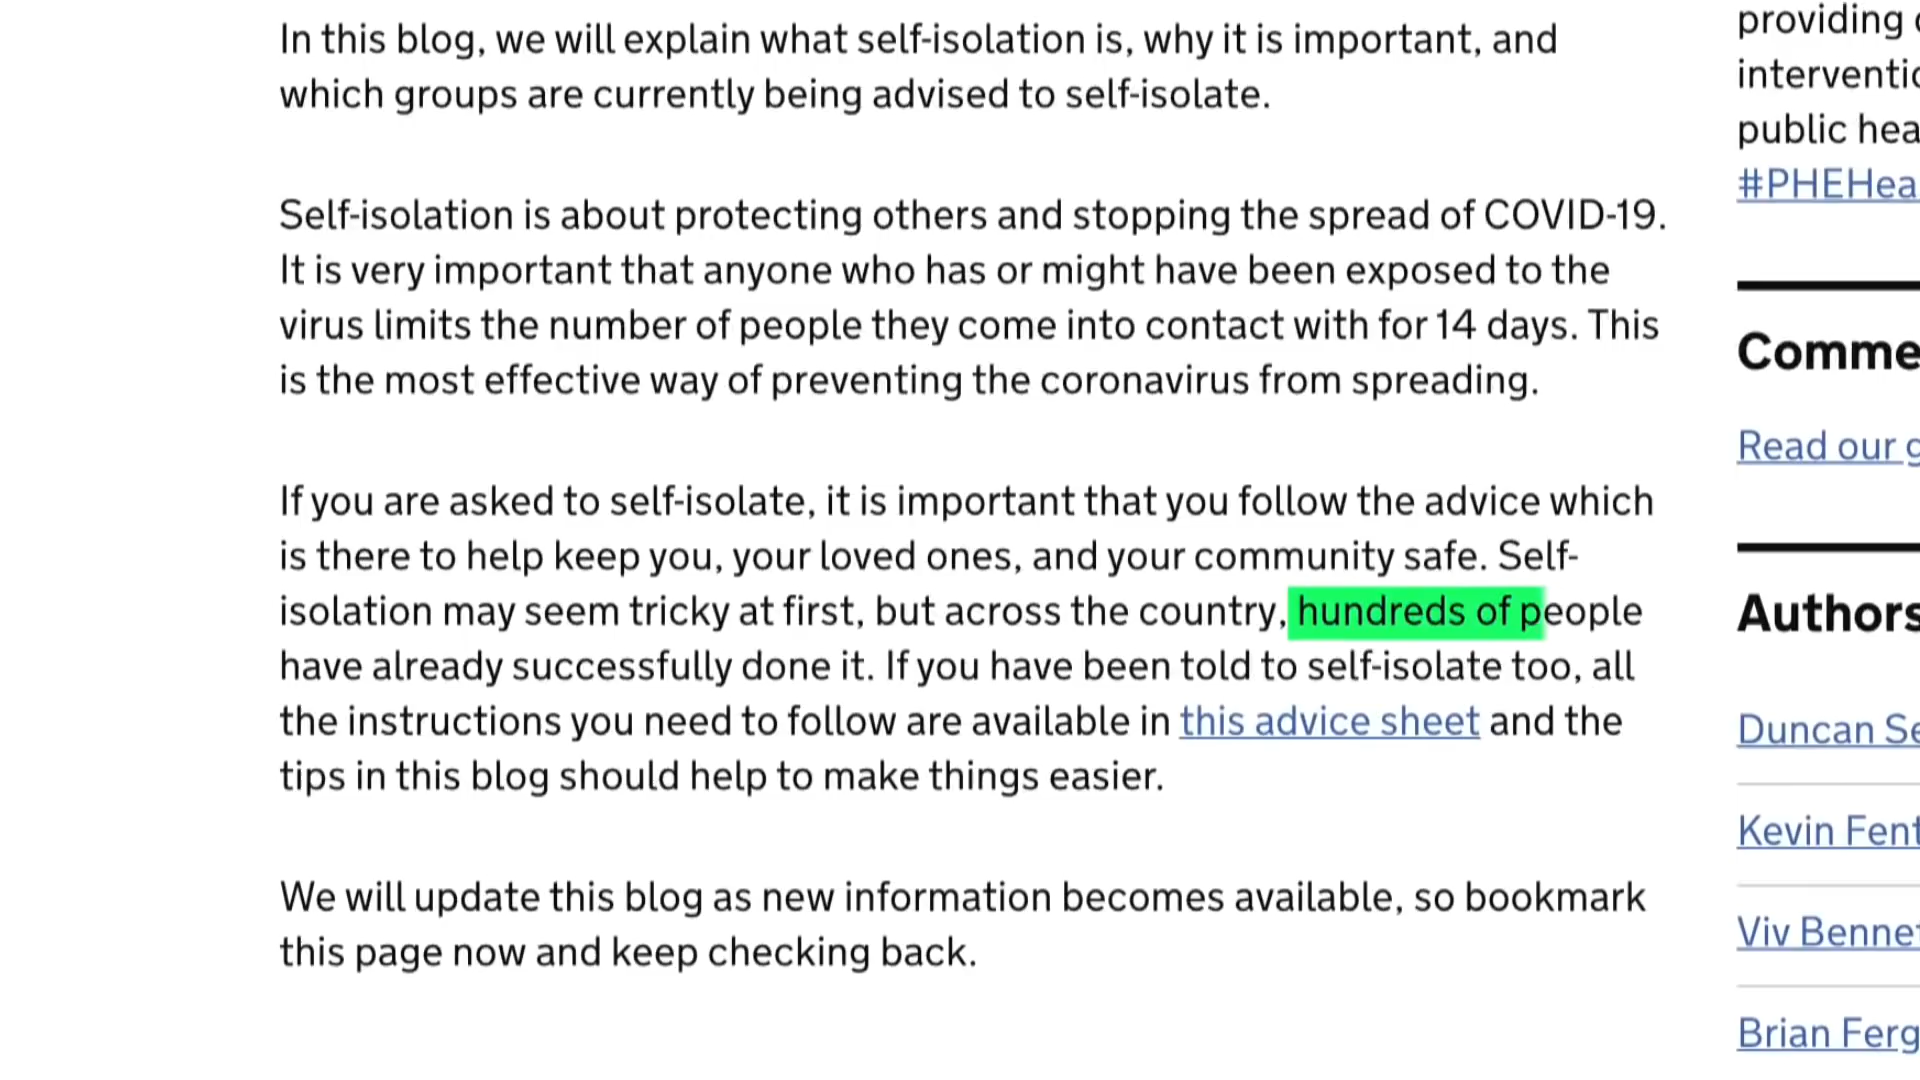 In this blog, we will explain what self-isolation is, why it is important, and
which groups are currently being advised to self-isolate.
Self-isolation is about protecting others and stopping the spread of COVID-19.
It is very important that anyone who has or might have been exposed to the
virus limits the number of people they come into contact with for 14 days. This
is the most effective way of preventing the coronavirus from spreading.
If you are asked to self-isolate, it is important that you follow the advice which
is there to help keep you, your loved ones, and your community safe. Self-
isolation may seem tricky at first, but across the country, hundreds of people
have already successfully done it. If you have been told to self-isolate too, all
the instructions you need to follow are available in this advice sheet and the
tips in this blog should help to make things easier.
We will update this blog as new information becomes available, so bookmark
this page now and keep checking back.
providing
public
Read our
Authors
Duncan
Kevin
Viv
Brian